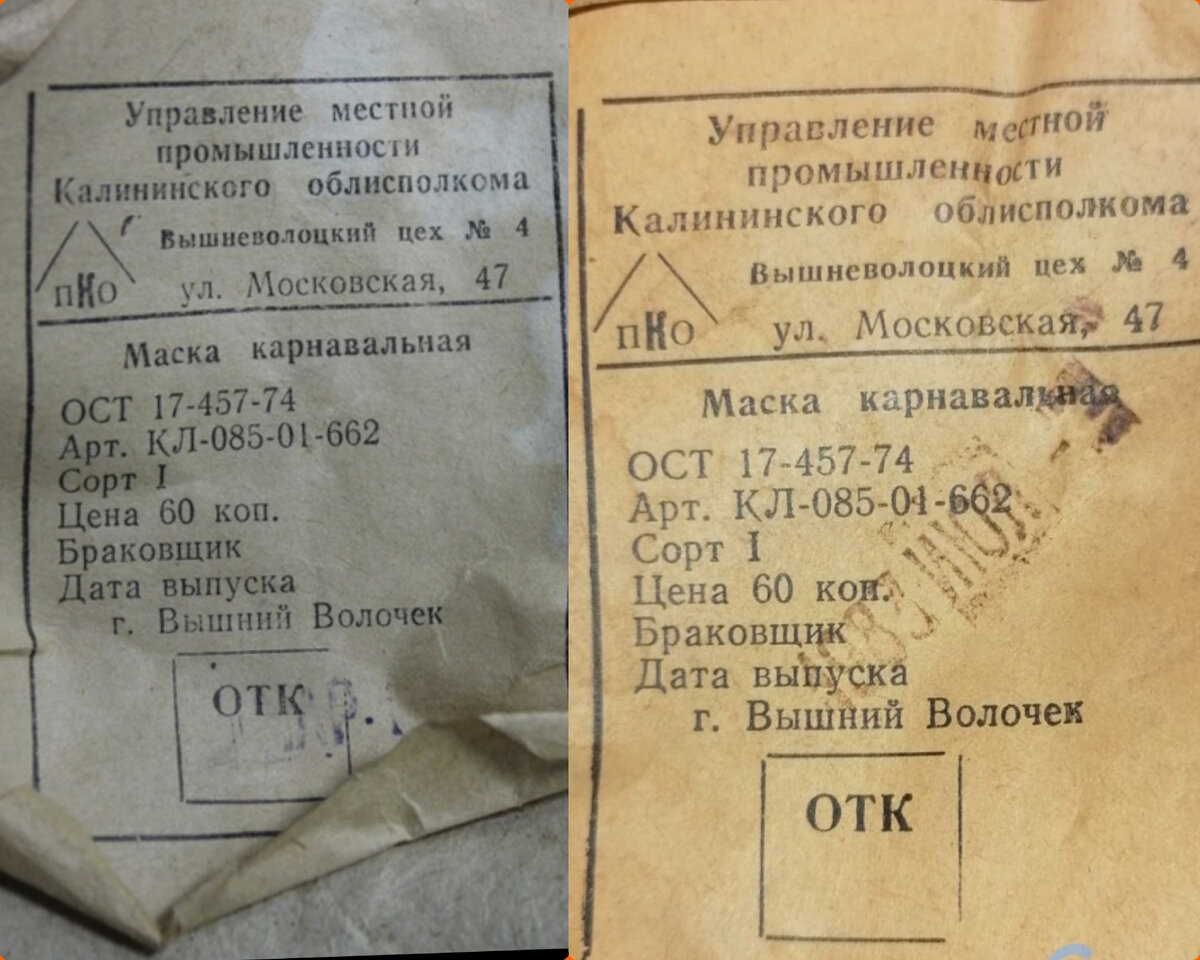 Управление местной
промышленности
Калининского облисполкома
Вышневолоцкий цех № 4
пКо
ул. Московская, 47
Маска карнавальная
ОСТ 17-457-74
Арт. КЛ-085-01-662
Сорт I
Цена 60 коп.
Браковщик
Дата выпуска
г. Вышний Волочек
ОТК
Управление местной
промышленности
Калининского облисполкома
Вышневолоцкий цех № 4
пКо
ул. Московская, 47
Маска карнавальная
ОСТ 17-457-74
Арт. КЛ-085-01-662
Сорт I
Цена 60 коп.
Браковщик
Дата выпуска
г. Вышний Волочек
ОТК